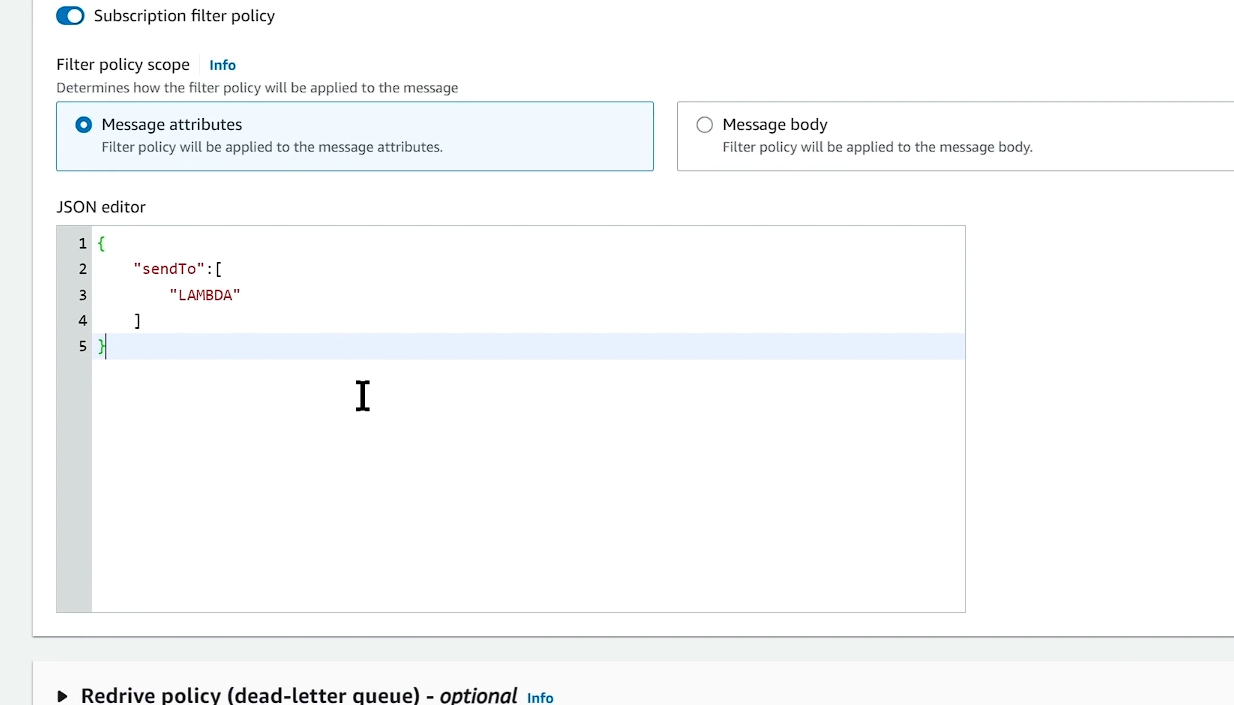 Subscription filter policy
Filter policy scope Info
Determines how the filter policy will be applied to the message
Message attributes
Filter policy will be applied to the message attributes.
Message body
Filter policy will be applied to the message body.
JSON editor
1 {
2 "sendTo":[
3 "LAMBDA"
4 ]
5 }
Redrive policy (dead-letter queue) - optional Info